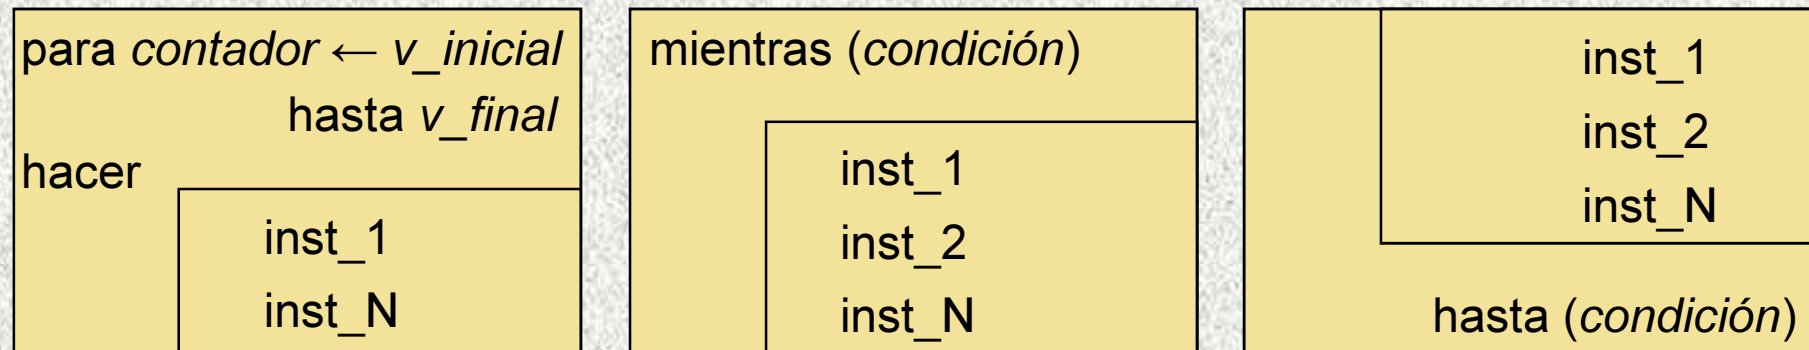 para contador ← v_inicial
hasta v_final
hacer
inst_1
inst_N
mientras (condición)
inst_1
inst_2
inst_N
inst_1
inst_2
inst_N
hasta (condición)